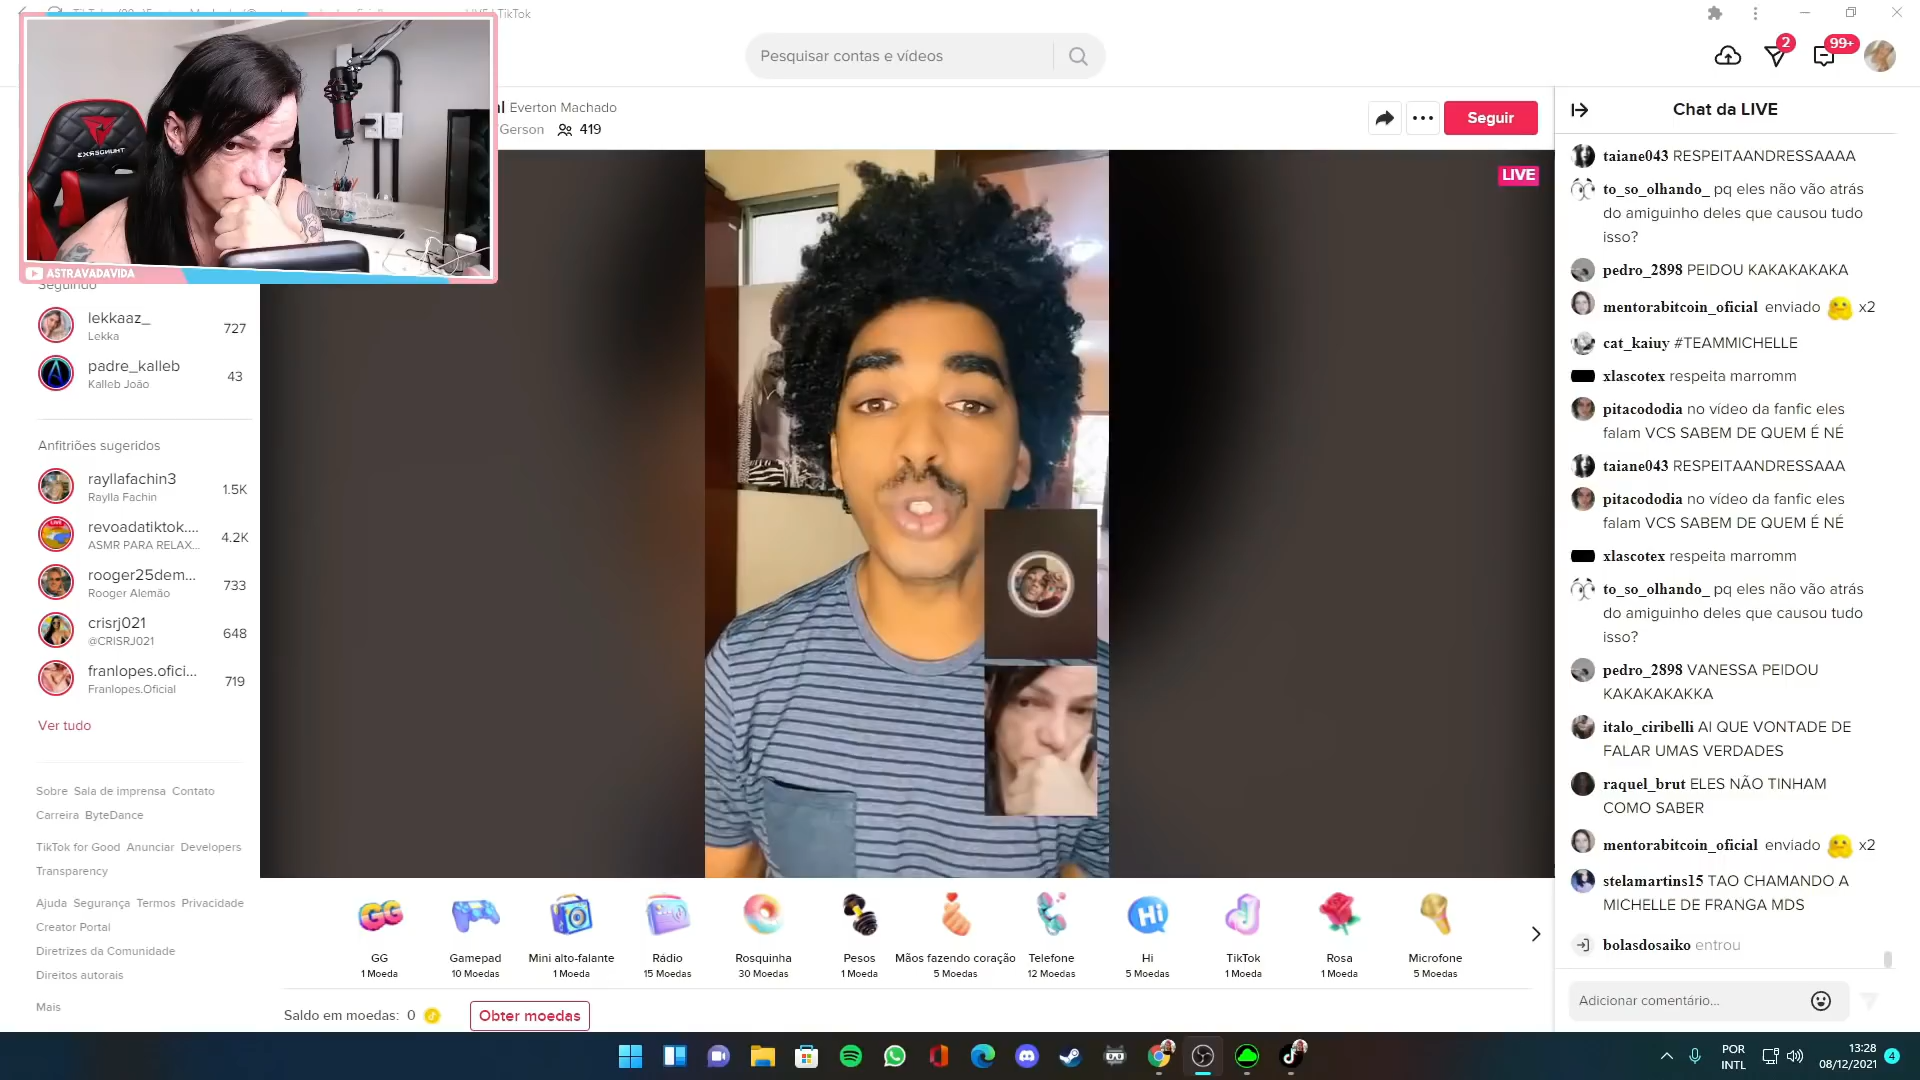 LIVE | TikTok
Pesquisar contas e vídeos
2
99+
THUNDERX3
ASTRAVADAVIDA
Everton Machado
Gerson 419
Seguir
LIVE
Seguindo
lekkaaz_
Lekka
727
padre_kalleb
Kalleb João
43
Anfitriões sugeridos
rayllafachin3
Raylla Fachin
1.5K
revoadatiktok....
ASMR PARA RELAX...
4.2K
rooger25dem...
Rooger Alemão
733
crisrj021
@CRISRJ021
648
franlopes.ofici...
Franlopes.Oficial
719
Ver tudo
Sobre Sala de imprensa Contato
Carreira ByteDance
TikTok for Good Anunciar Developers
Transparency
Ajuda Segurança Termos Privacidade
Creator Portal
Diretrizes da Comunidade
Direitos autorais
Mais
GG
1 Moeda
Gamepad
10 Moedas
Mini alto-falante
1 Moeda
Rádio
15 Moedas
Rosquinha
30 Moedas
Pesos
1 Moeda
Mãos fazendo coração
5 Moedas
Telefone
12 Moedas
Hi
Hi
5 Moedas
TikTok
1 Moeda
Rosa
1 Moeda
Microfone
5 Moedas
Saldo em moedas: 0
Obter moedas
Chat da LIVE
taiane043 RESPEITAANDRESSAAAA
to_so_olhando_ pq eles não vão atrás
do amiguinho deles que causou tudo
isso?
pedro_2898 PEIDOU KAKAKAKAKA
mentorabitcoin_oficial enviado x2
cat_kaiuy #TEAMMICHELLE
xlascotex respeita marromm
pitacododia no vídeo da fanfic eles
falam VCS SABEM DE QUEM É NÉ
taiane043 RESPEITAANDRESSAAA
pitacododia no vídeo da fanfic eles
falam VCS SABEM DE QUEM É NÉ
xlascotex respeita marromm
to_so_olhando_ pq eles não vão atrás
do amiguinho deles que causou tudo
isso?
pedro_2898 VANESSA PEIDOU
KAKAKAKAKKA
italo_ciribelli AI QUE VONTADE DE
FALAR UMAS VERDADES
raquel_brut ELES NÃO TINHAM
COMO SABER
mentorabitcoin_oficial enviado x2
stelamartins15 TAO CHAMANDO A
MICHELLE DE FRANGA MDS
bolasdosaiko entrou
Adicionar comentário...
POR
INTL
13:28
08/12/2021
4